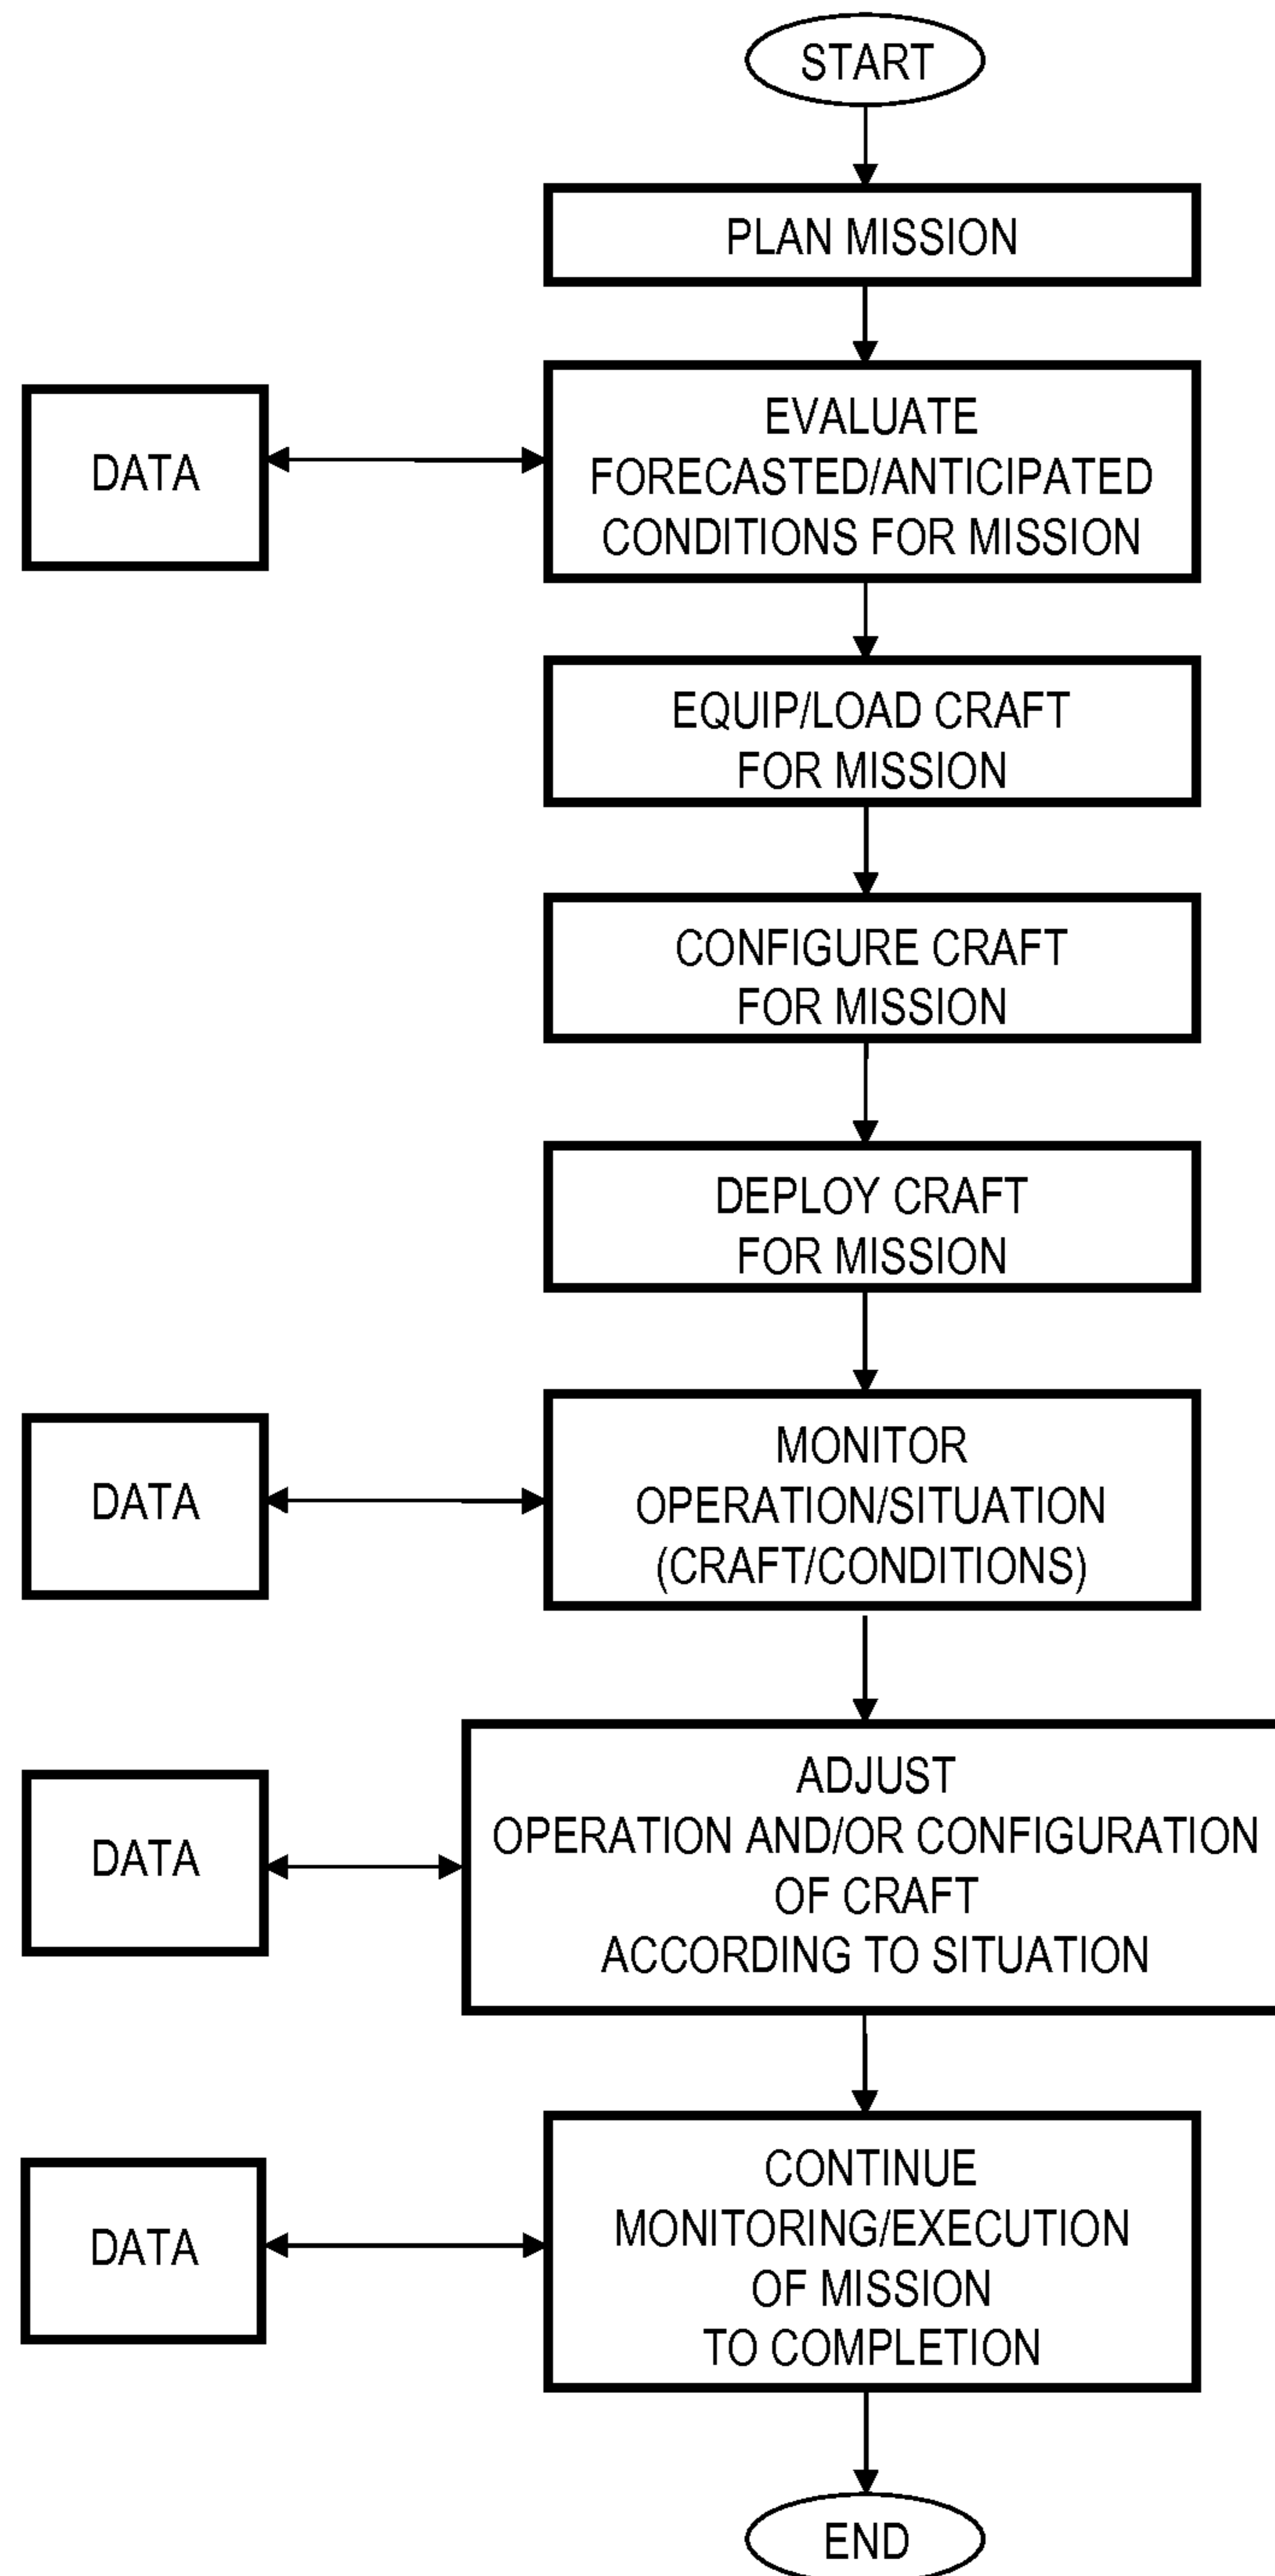 START
PLAN MISSION
DATA
EVALUATE
FORECASTED/ANTICIPATED
CONDITIONS FOR MISSION
EQUIP/LOAD CRAFT
FOR MISSION
CONFIGURE CRAFT
FOR MISSION
DEPLOY CRAFT
FOR MISSION
DATA
MONITOR
OPERATION/SITUATION
(CRAFT/CONDITIONS)
DATA
ADJUST
OPERATION AND/OR CONFIGURATION
OF CRAFT
ACCORDING TO SITUATION
DATA
CONTINUE
MONITORING/EXECUTION
OF MISSION
TO COMPLETION
END